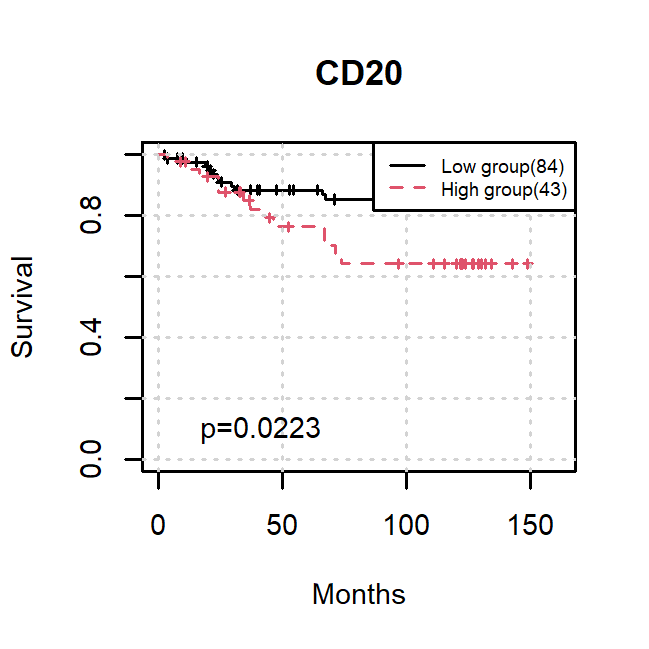 CD20
Low group(84)
High group(43)
Survival
0.8
0.4
0.0
p=0.0223
0 50 100 150
Months